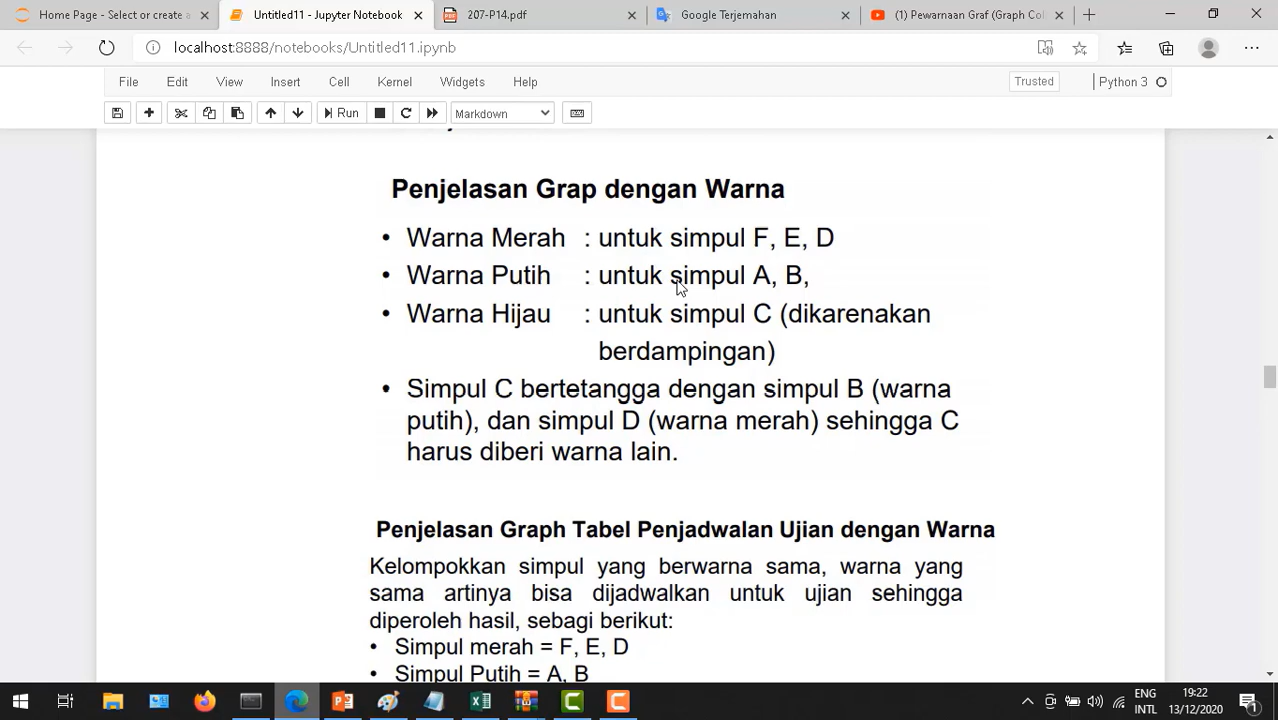 Home Page - Select or create a
Untitled11 - Jupyter Notebook
207-P14.pdf
Google Terjemahan
(1) Pewarnaan Graf (Graph Col
localhost:8888/notebooks/Untitled11.ipynb
File Edit View Insert Cell Kernel Widgets Help
Trusted
Python 3
Run
Markdown
Penjelasan Grap dengan Warna
• Warna Merah : untuk simpul F, E, D
• Warna Putih : untuk simpul A, B,
• Warna Hijau : untuk simpul C (dikarenakan
berdampingan)
• Simpul C bertetangga dengan simpul B (warna
putih), dan simpul D (warna merah) sehingga C
harus diberi warna lain.
Penjelasan Graph Tabel Penjadwalan Ujian dengan Warna
Kelompokkan simpul yang berwarna sama, warna yang
sama artinya bisa dijadwalkan untuk ujian sehingga
diperoleh hasil, sebagi berikut:
• Simpul merah = F, E, D
• Simpul Putih = A, B
ENG
19:22
INTL
13/12/2020